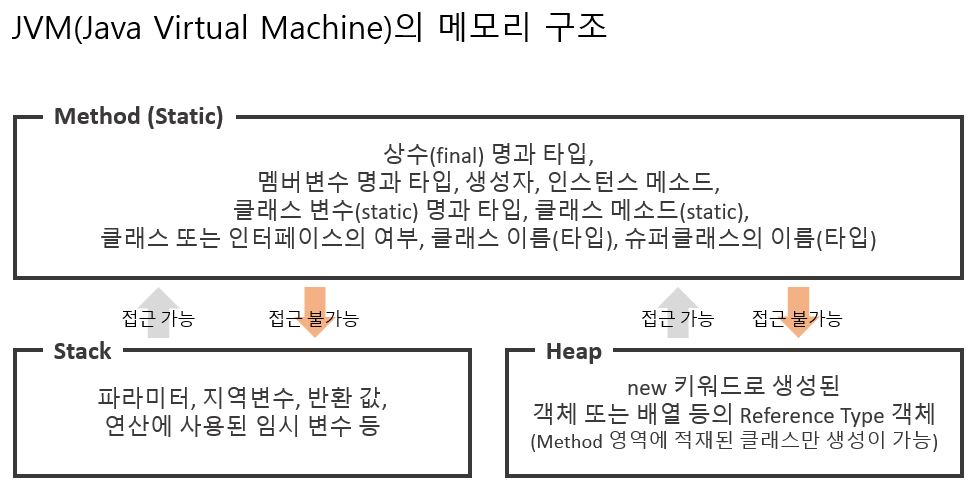 JVM(Java Virtual Machine)의 메모리 구조
Method (Static)
상수(final) 명과 타입,
멤버변수 명과 타입, 생성자, 인스턴스 메소드,
클래스 변수(static) 명과 타입, 클래스 메소드(static),
클래스 또는 인터페이스의 여부, 클래스 이름(타입), 슈퍼클래스의 이름(타입)
접근 가능
접근 불가능
접근 가능
접근 불가능
Stack
파라미터, 지역변수, 반환 값,
연산에 사용된 임시 변수 등
Heap
new 키워드로 생성된
객체 또는 배열 등의 Reference Type 객체
(Method 영역에 적재된 클래스만 생성이 가능)